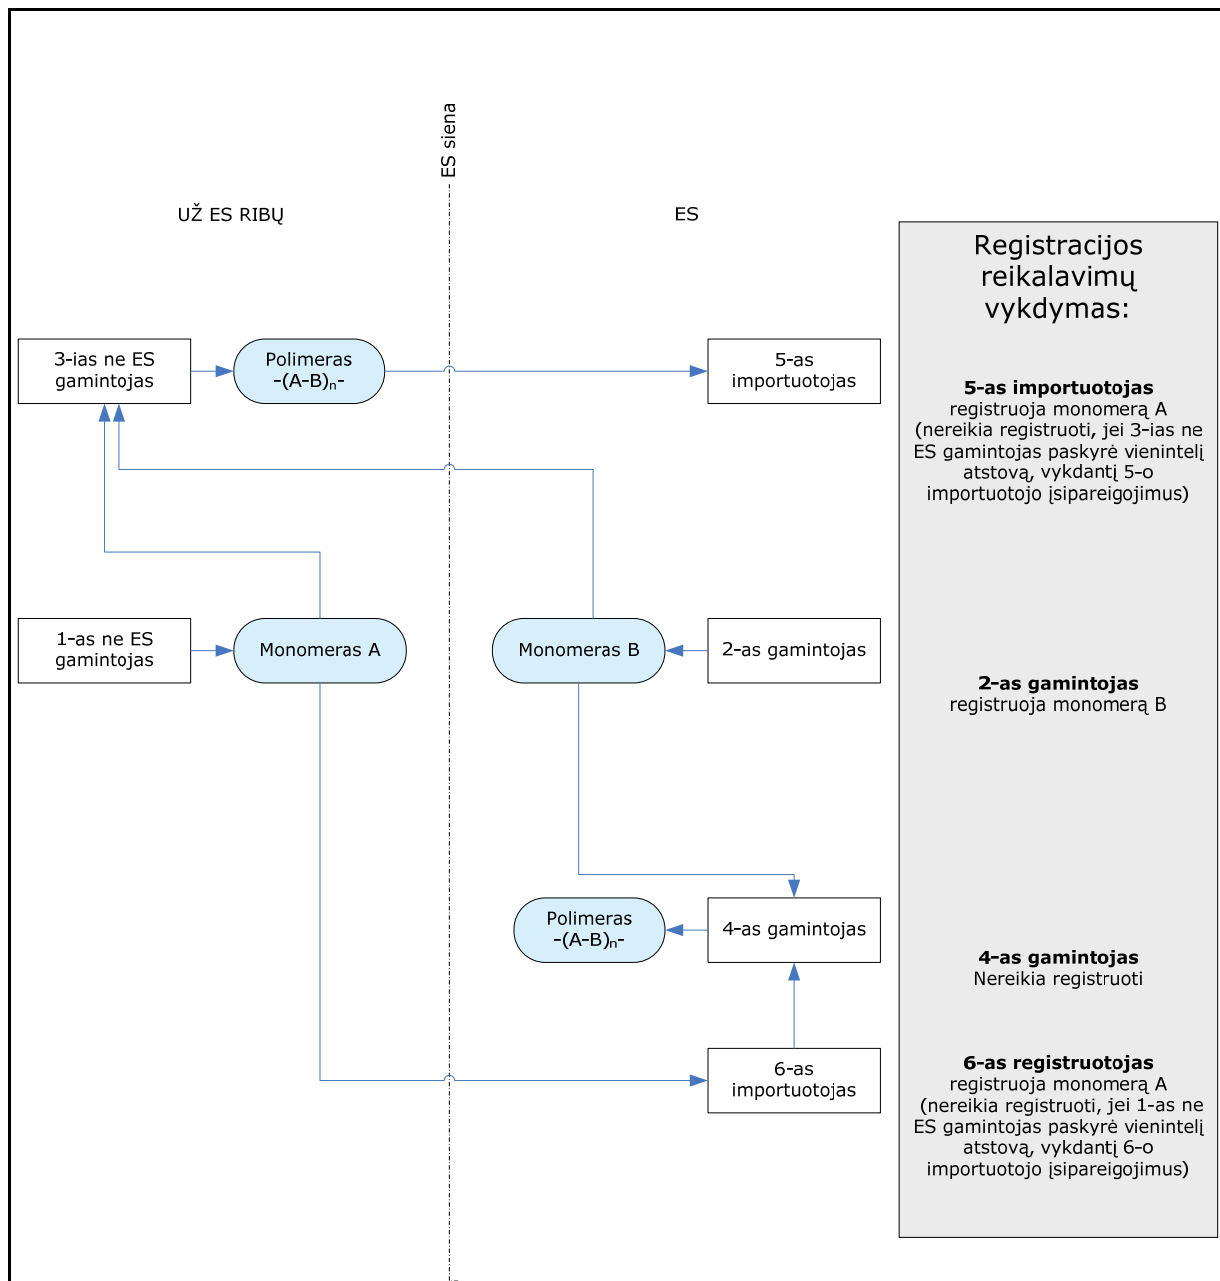 ES siena
UŽ ES RIBŲ
ES
3-ias ne ES
gamintojas
Polimeras
-(A-B)n-
5-as
importuotojas
1-as ne ES
gamintojas
Monomeras A
Monomeras B
2-as gamintojas
Polimeras
-(A-B)n-
4-as gamintojas
6-as
importuotojas
Registracijos
reikalavimų
vykdymas:
5-as importuotojas
registruoja monomerą A
(nereikia registruoti, jei 3-ias ne
ES gamintojas paskyrė vienintelį
atstovą, vykdantį 5-o
importuotojo įsipareigojimus)
2-as gamintojas
registruoja monomerą B
4-as gamintojas
Nereikia registruoti
6-as registruotojas
registruoja monomerą A
(nereikia registruoti, jei 1-as ne
ES gamintojas paskyrė vienintelį
atstovą, vykdantį 6-o
importuotojo įsipareigojimus)